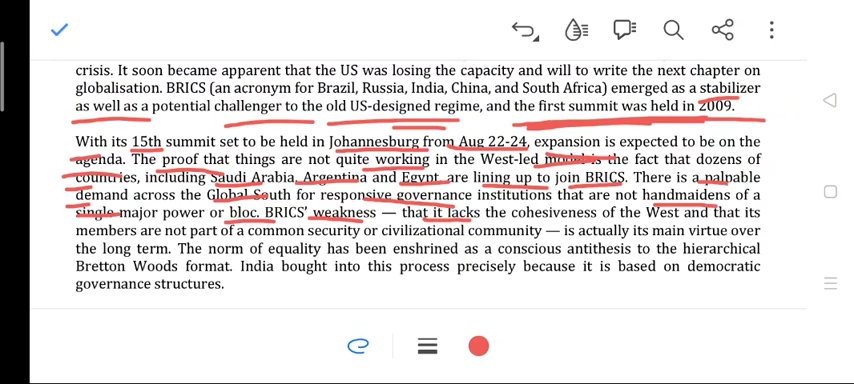 crisis. It soon became apparent that the US was losing the capacity and will to write the next chapter on
globalisation. BRICS (an acronym for Brazil, Russia, India, China, and South Africa) emerged as a stabilizer
as well as a potential challenger to the old US-designed regime, and the first summit was held in 2009.
With its 15th summit set to be held in Johannesburg from Aug 22-24, expansion is expected to be on the
agenda. The proof that things are not quite working in the West-led model is the fact that dozens of
countries, including Saudi Arabia, Argentina and Egypt, are lining up to join BRICS. There is a palpable
demand across the Global South for responsive governance institutions that are not handmaidens of a
single major power or bloc. BRICS' weakness — that it lacks the cohesiveness of the West and that its
members are not part of a common security or civilizational community — is actually its main virtue over
the long term. The norm of equality has been enshrined as a conscious antithesis to the hierarchical
Bretton Woods format. India bought into this process precisely because it is based on democratic
governance structures.